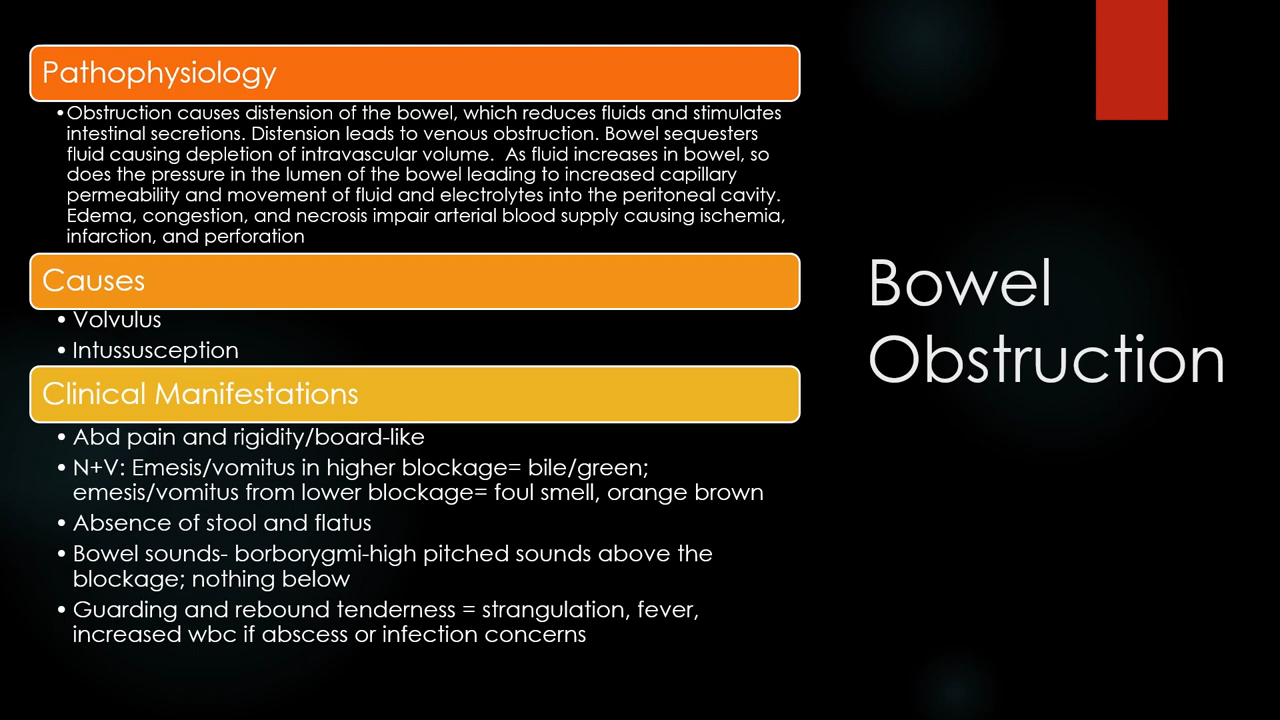 Pathophysiology
•Obstruction causes distension of the bowel, which reduces fluids and stimulates
intestinal secretions. Distension leads to venous obstruction. Bowel sequesters
fluid causing depletion of intravascular volume.  As fluid increases in bowel, so
does the pressure in the lumen of the bowel leading to increased capillary
permeability and movement of fluid and electrolytes into the peritoneal cavity.
Edema, congestion, and necrosis impair arterial blood supply causing ischemia,
infarction, and perforation
Causes
• Volvulus
• Intussusception
Clinical Manifestations
• Abd pain and rigidity/board-like
• N+V: Emesis/vomitus in higher blockage= bile/green;
emesis/vomitus from lower blockage= foul smell, orange brown
• Absence of stool and flatus
• Bowel sounds- borborygmi-high pitched sounds above the
blockage; nothing below
• Guarding and rebound tenderness = strangulation, fever,
increased wbc if abscess or infection concerns
Bowel
Obstruction